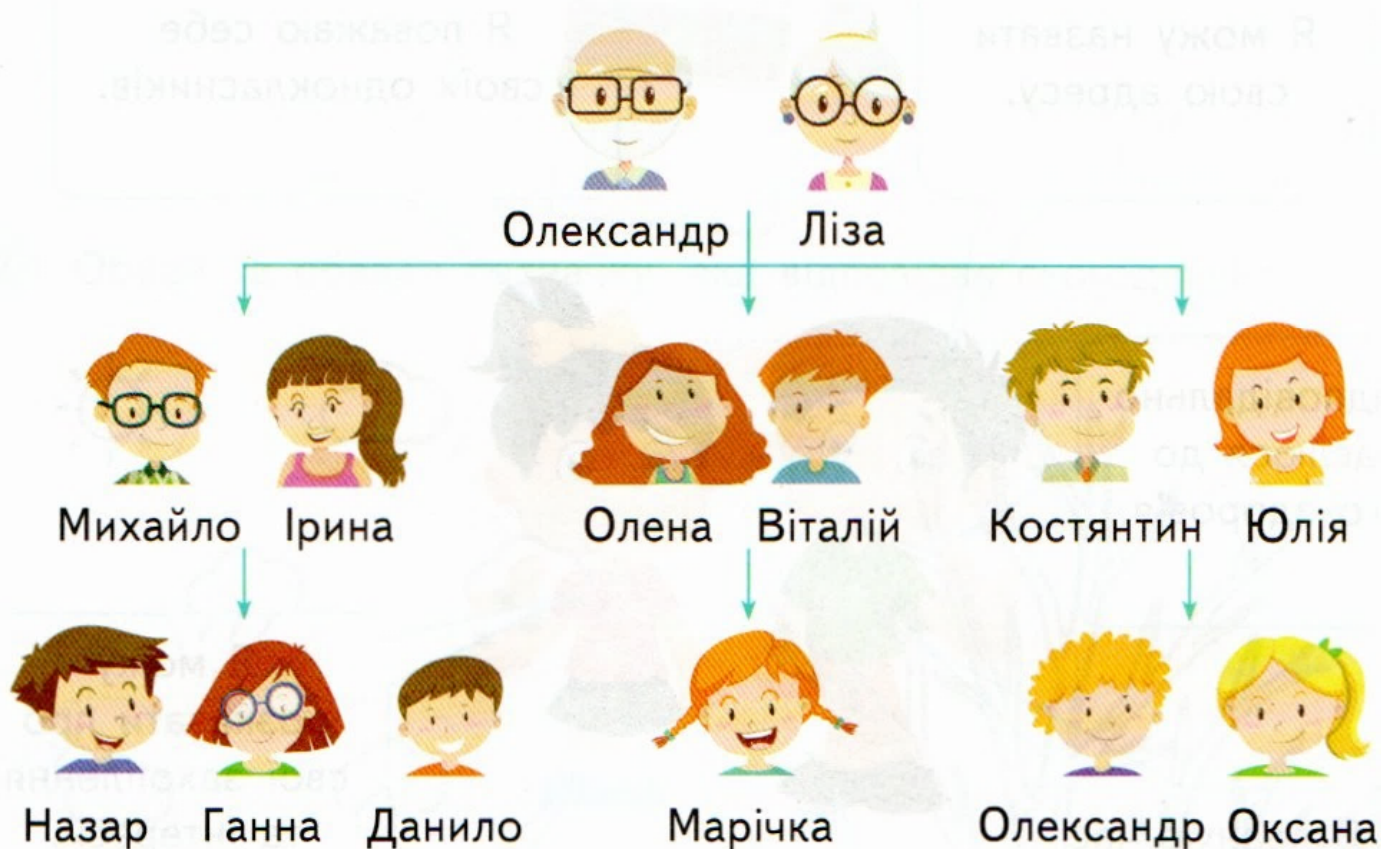 Олександр Ліза
Михайло Ірина Олена Віталій Костянтин Юлія
Назар Ганна Данило Марічка Олександр Оксана